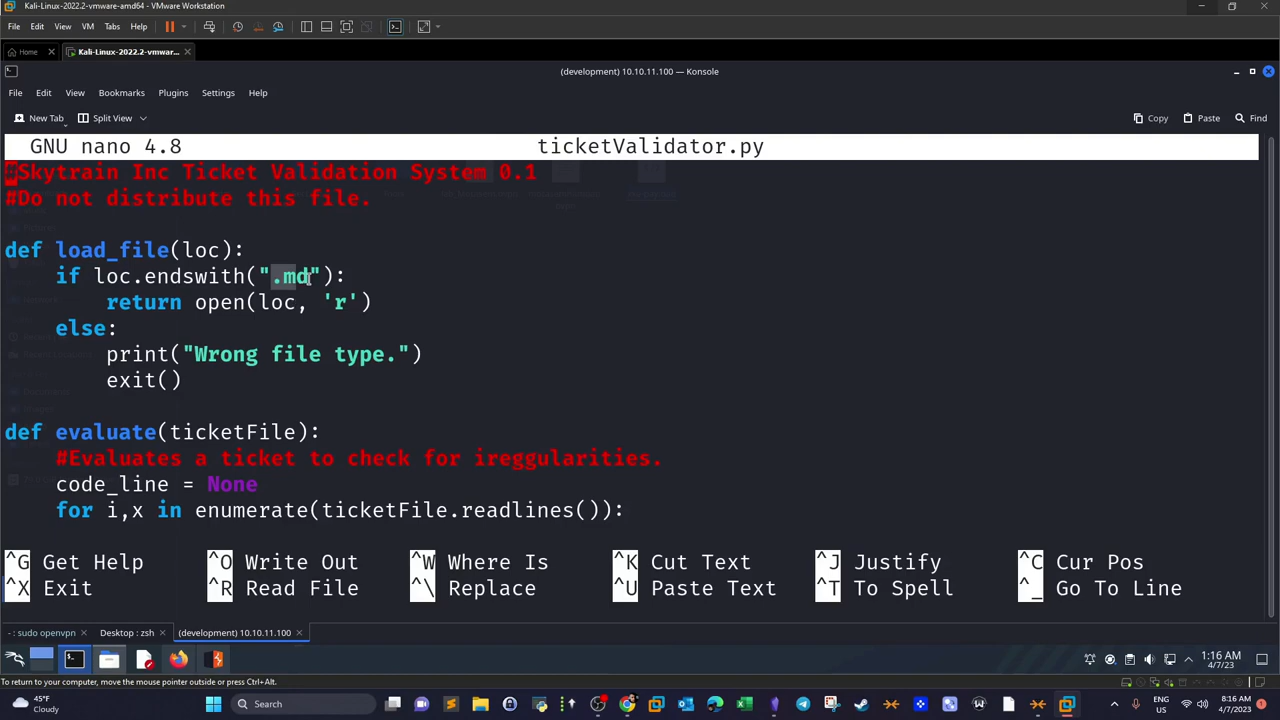 Kali-Linux-2022.2-vmware-amd64 - VMware Workstation
File Edit View VM Tabs Help
Home Kali-Linux-2022.2-vmware...
(development) 10.10.11.100 — Konsole
File Edit View Bookmarks Plugins Settings Help
New Tab Split View Copy Paste Find
GNU nano 4.8 ticketValidator.py
#Skytrain Inc Ticket Validation System 0.1
#Do not distribute this file.
def load_file(loc):
if loc.endswith(".md"):
return open(loc, 'r')
else:
print("Wrong file type.")
exit()
def evaluate(ticketFile):
#Evaluates a ticket to check for ireggularities.
code_line = None
for i,x in enumerate(ticketFile.readlines()):
^G Get Help ^O Write Out ^W Where Is ^K Cut Text ^J Justify ^C Cur Pos
^X Exit ^R Read File ^\ Replace ^U Paste Text ^T To Spell ^_ Go To Line
- : sudo openvpn Desktop : zsh (development) 10.10.11.100
1:16 AM
4/7/23
To return to your computer, move the mouse pointer outside or press Ctrl+Alt.
45°F
Cloudy
Search
ENG
US
8:16 AM
4/7/2023